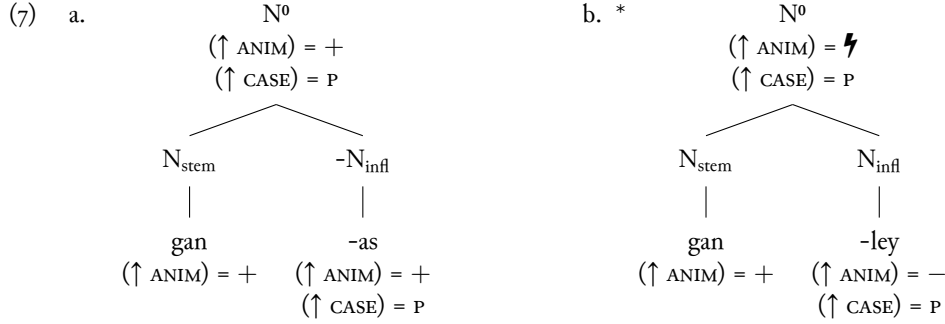 (7) a. N⁰ b. * N⁰
(↑ ANIM) = + (↑ ANIM) = ↯
(↑ CASE) = P (↑ CASE) = P
N_stem -N_infl N_stem N_infl
gan -as gan -ley
(↑ ANIM) = + (↑ ANIM) = + (↑ ANIM) = + (↑ ANIM) = −
(↑ CASE) = P (↑ CASE) = P